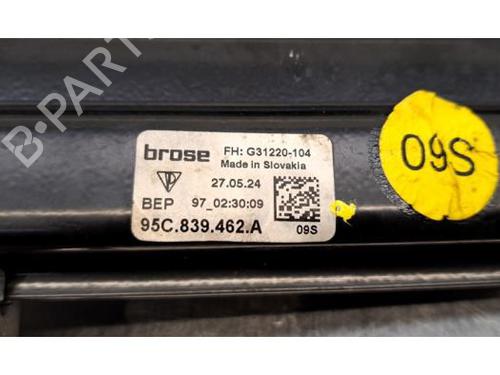 brose
FH: G31220-104
Made in Slovakia
27.05.24
BEP
97_02:30:09
95C.839.462.A
09S
09S